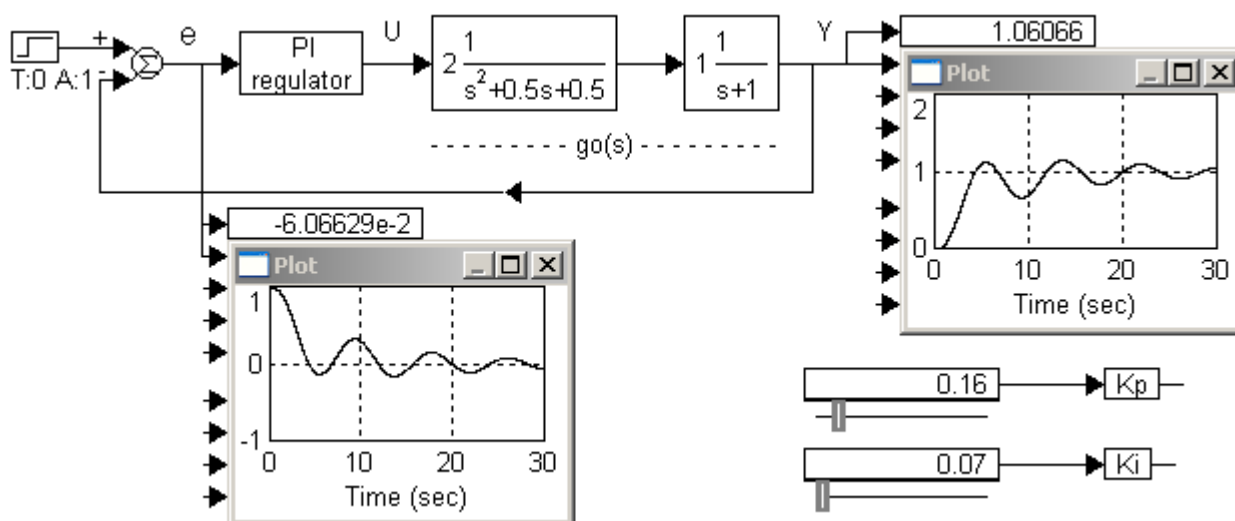 T:0 A:1
+
-
Σ
e
PI
regulator
U
2 1
s²+0.5s+0.5
1 1
s+1
go(s)
Y
1.06066
Plot
2
1
0
0 10 20 30
Time (sec)
-6.06629e-2
Plot
1
0
-1
0 10 20 30
Time (sec)
0.16
Kp
0.07
Ki